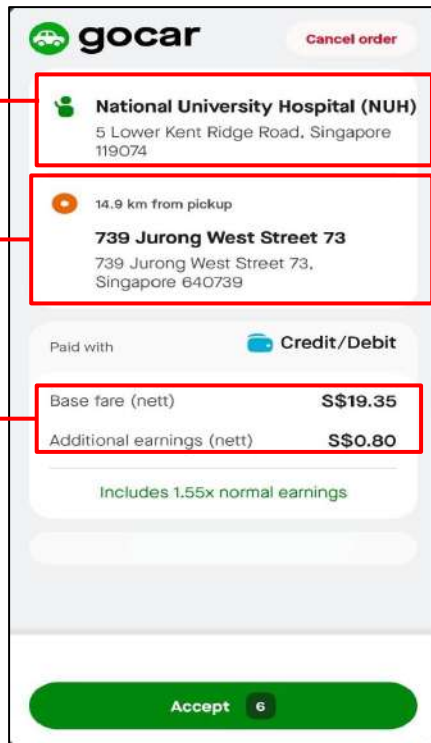 gocar
Cancel order
National University Hospital (NUH)
5 Lower Kent Ridge Road, Singapore
119074
14.9 km from pickup
739 Jurong West Street 73
739 Jurong West Street 73,
Singapore 640739
Paid with Credit/Debit
Base fare (nett) S$19.35
Additional earnings (nett) S$0.80
Includes 1.55x normal earnings
Accept 6